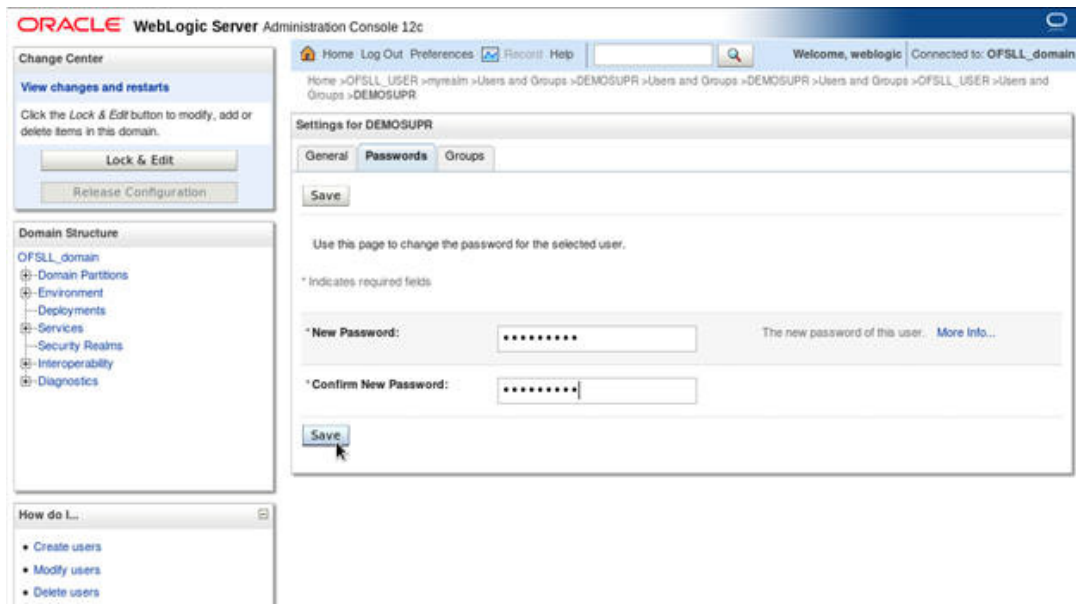 ORACLE WebLogic Server Administration Console 12c
Change Center
View changes and restarts
Click the Lock & Edit button to modify, add or
delete items in this domain.
Lock & Edit
Release Configuration
Domain Structure
OFSLL_domain
Domain Partitions
Environment
Deployments
Services
Security Realms
Interoperability
Diagnostics
How do I...
• Create users
• Modify users
• Delete users
Home Log Out Preferences Record Help
Welcome, weblogic Connected to: OFSLL_domain
Home >OFSLL_USER >myrealm >Users and Groups >DEMOSUPR >Users and Groups >DEMOSUPR >Users and Groups >OFSLL_USER >Users and
Groups >DEMOSUPR
Settings for DEMOSUPR
General Passwords Groups
Save
Use this page to change the password for the selected user.
* Indicates required fields
* New Password: ••••••••• The new password of this user. More Info...
* Confirm New Password: •••••••••
Save